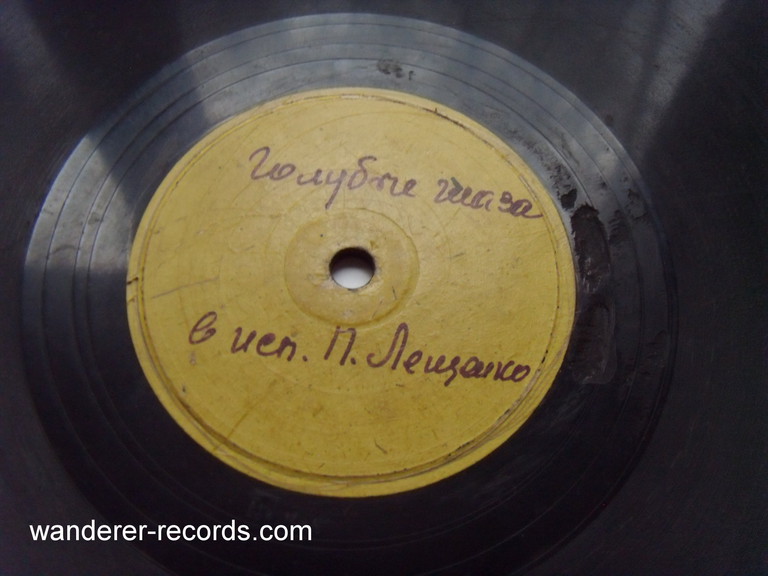 Голубые глаза
в исп. П. Лещенко
wanderer-records.com